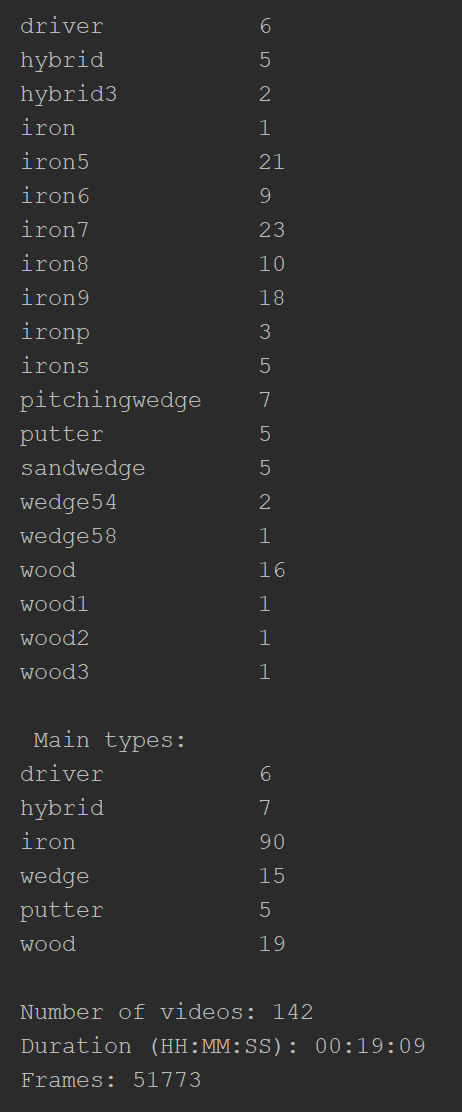 driver 6
hybrid 5
hybrid3 2
iron 1
iron5 21
iron6 9
iron7 23
iron8 10
iron9 18
ironp 3
irons 5
pitchingwedge 7
putter 5
sandwedge 5
wedge54 2
wedge58 1
wood 16
wood1 1
wood2 1
wood3 1
Main types:
driver 6
hybrid 7
iron 90
wedge 15
putter 5
wood 19
Number of videos: 142
Duration (HH:MM:SS): 00:19:09
Frames: 51773